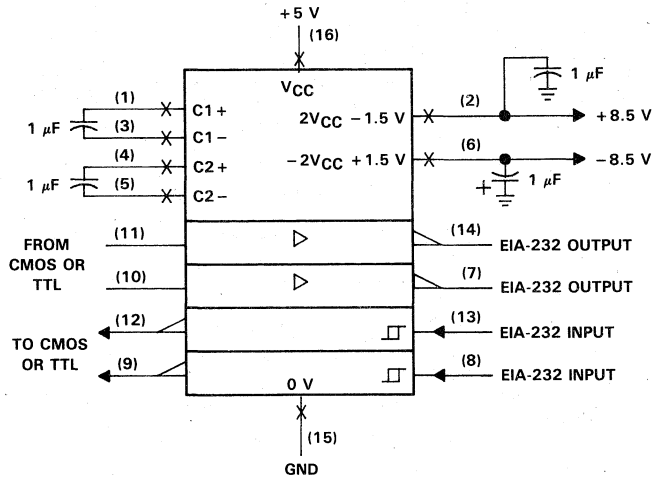 +5 V
(16)
VCC
1 µF
(1)
C1+
(3)
C1−
1 µF
(4)
C2+
(5)
C2−
2VCC −1.5 V
(2)
1 µF
+8.5 V
−2VCC +1.5 V
(6)
−8.5 V
+
1 µF
FROM
CMOS OR
TTL
(11)
(14)
EIA-232 OUTPUT
(10)
(7)
EIA-232 OUTPUT
TO CMOS
OR TTL
(12)
(13)
EIA-232 INPUT
(9)
(8)
EIA-232 INPUT
0 V
(15)
GND